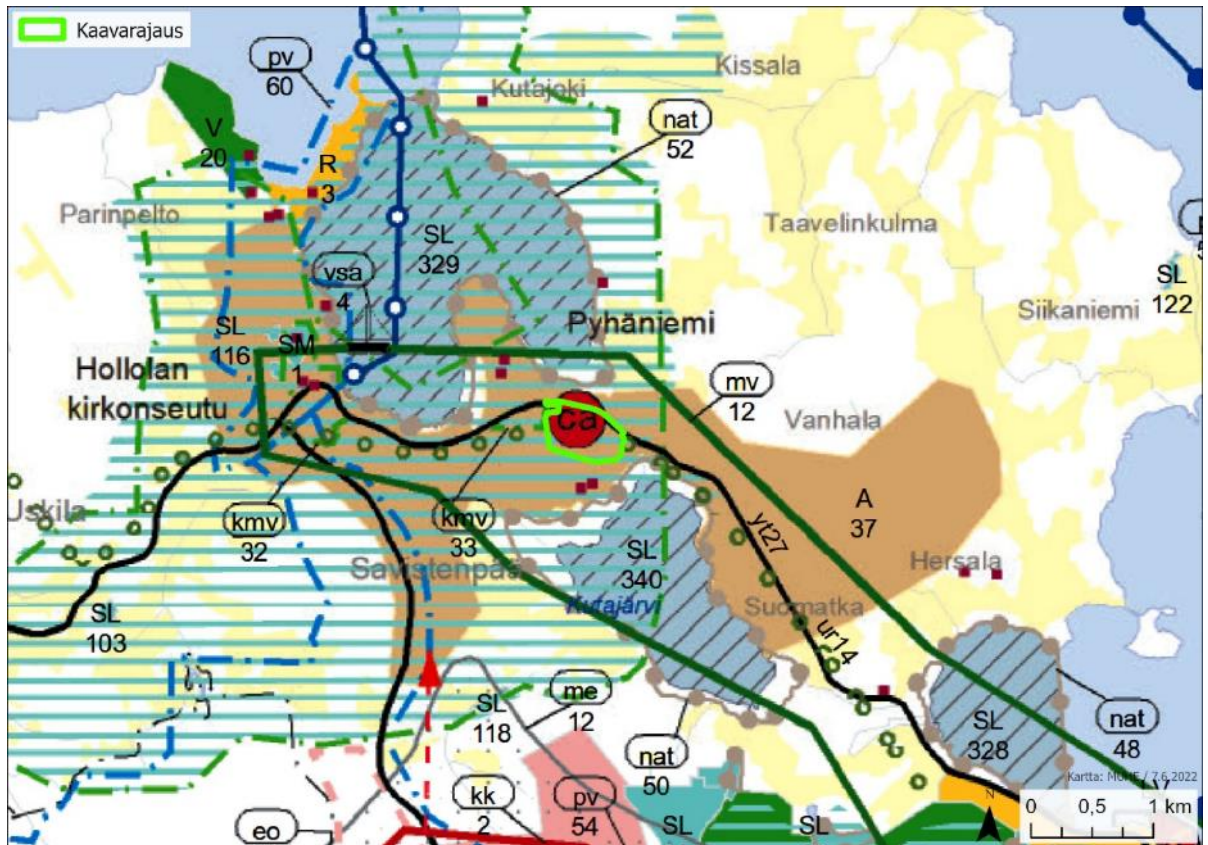 Kaavarajaus
pv
60
Kissala
Kutajoki
nat
52
V
20
R
3
Parinpelto
SL
329
Taavelinkulma
SL
122
vsa
4
Siikaniemi
Pyhäniemi
SL
116
SM
1
Hollolan
kirkonseutu
mv
12
ca
Vanhala
A
37
kmv
32
kmv
33
yt27
Hersala
SL
340
Savistenpää
Kutajärvi
Suomatka
SL
103
ur14
me
12
SL
118
SL
328
nat
48
nat
50
kk
2
pv
54
eo
SL
SL
Kartta: MUHE / 7.6.2022
N
0 0,5 1 km